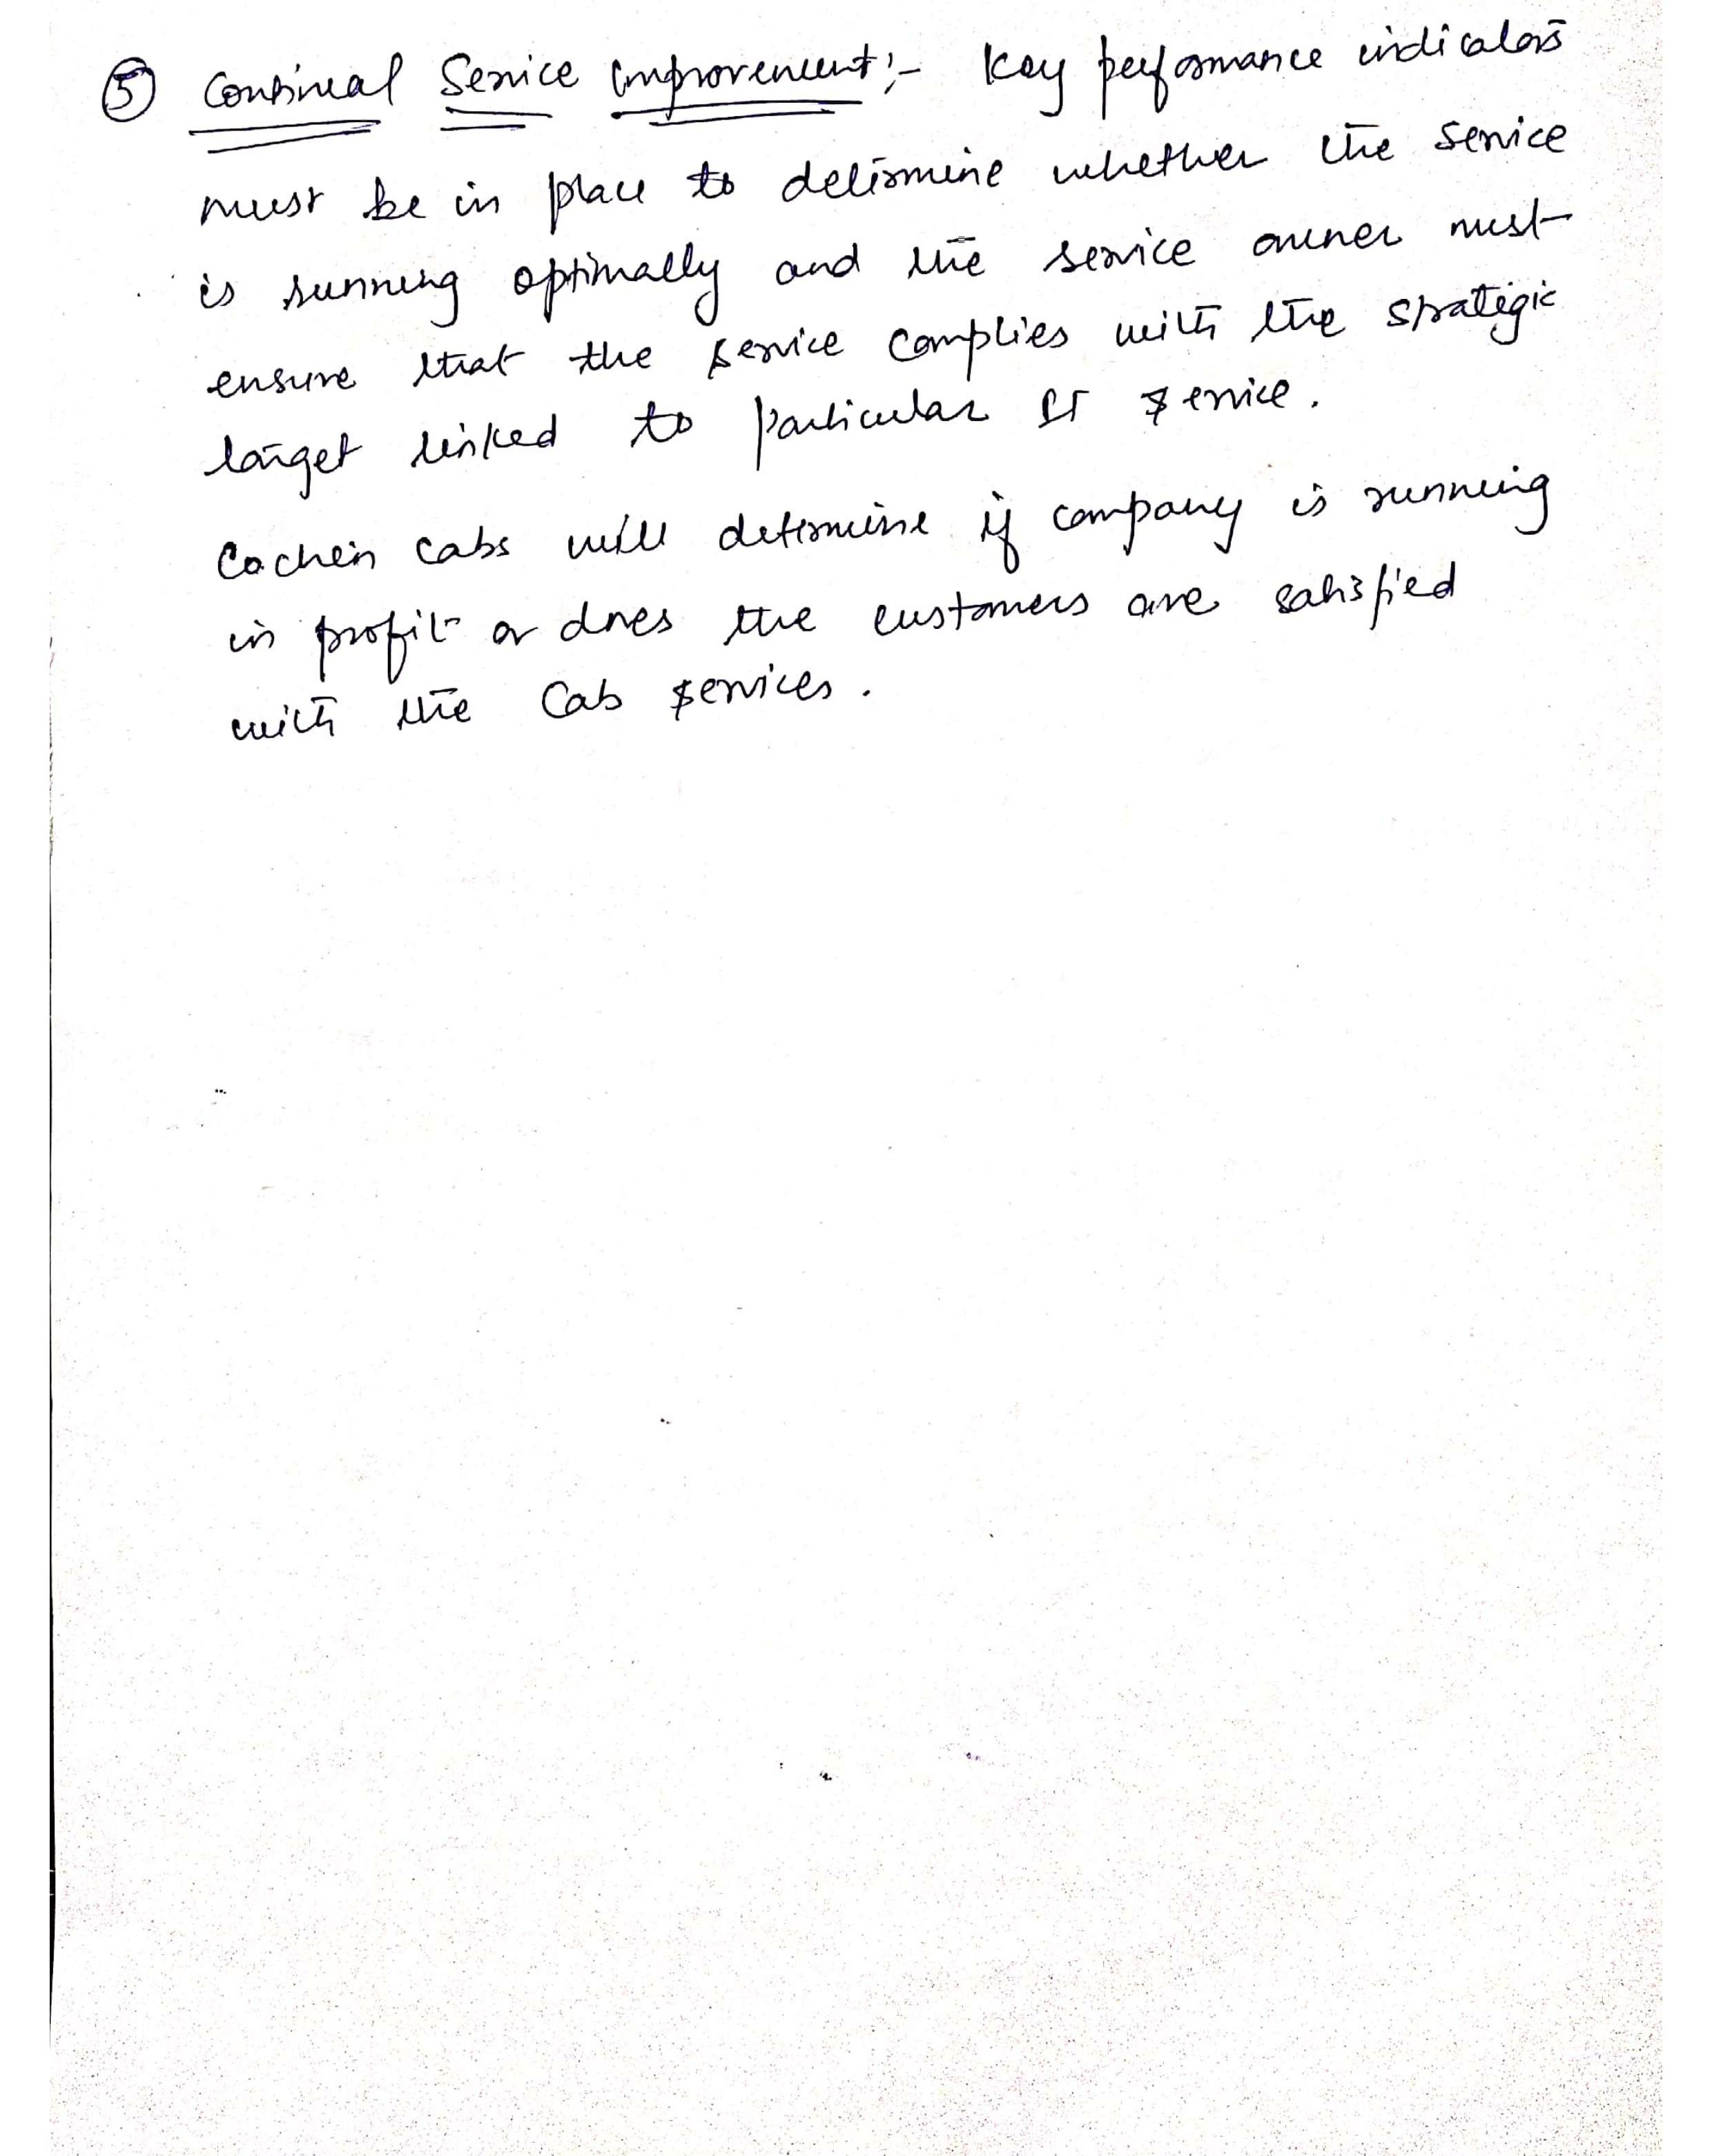 ⑤ Continual Service Improvement :- Key performance indicators
must be in place to determine whether the service
is running optimally and the service owner must
ensure that the service complies with the strategic
target linked to particular IT service.
Cochin cabs will determine if company is running
in profit or does the customers are satisfied
with the Cab services.